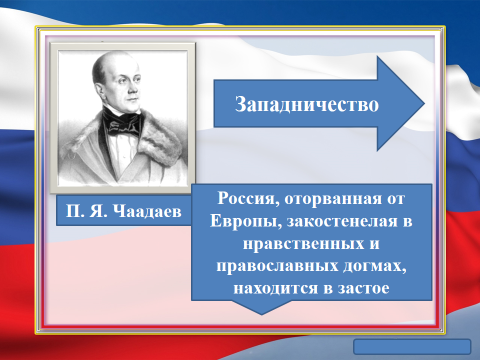 Западничество
П. Я. Чаадаев
Россия, оторванная от
Европы, закостенелая в
нравственных и
православных догмах,
находится в застое